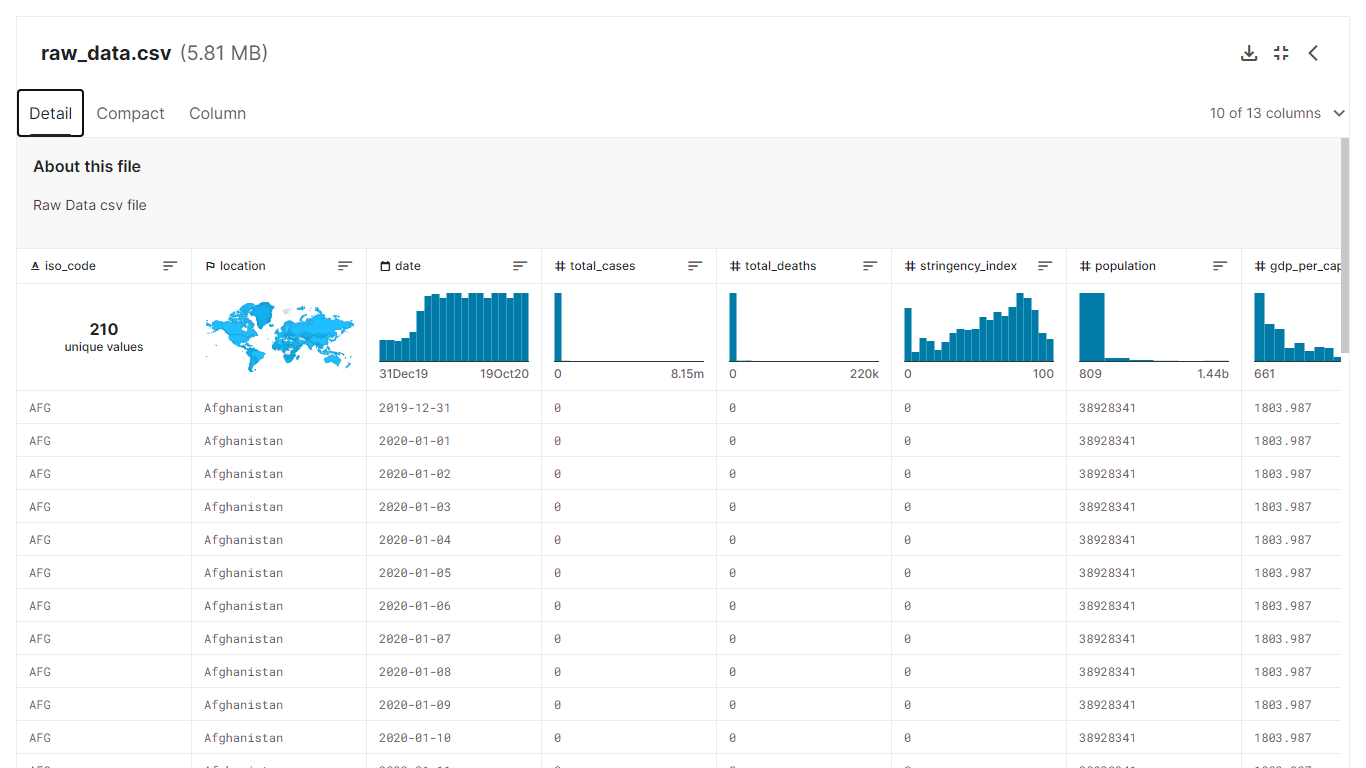 raw_data.csv (5.81 MB)
Detail Compact Column 10 of 13 columns
About this file
Raw Data csv file
iso_code location date total_cases total_deaths stringency_index population gdp_per_cap
210
unique values
31Dec19 19Oct20 0 8.15m 0 220k 0 100 809 1.44b 661
AFG Afghanistan 2019-12-31 0 0 0 38928341 1803.987
AFG Afghanistan 2020-01-01 0 0 0 38928341 1803.987
AFG Afghanistan 2020-01-02 0 0 0 38928341 1803.987
AFG Afghanistan 2020-01-03 0 0 0 38928341 1803.987
AFG Afghanistan 2020-01-04 0 0 0 38928341 1803.987
AFG Afghanistan 2020-01-05 0 0 0 38928341 1803.987
AFG Afghanistan 2020-01-06 0 0 0 38928341 1803.987
AFG Afghanistan 2020-01-07 0 0 0 38928341 1803.987
AFG Afghanistan 2020-01-08 0 0 0 38928341 1803.987
AFG Afghanistan 2020-01-09 0 0 0 38928341 1803.987
AFG Afghanistan 2020-01-10 0 0 0 38928341 1803.987